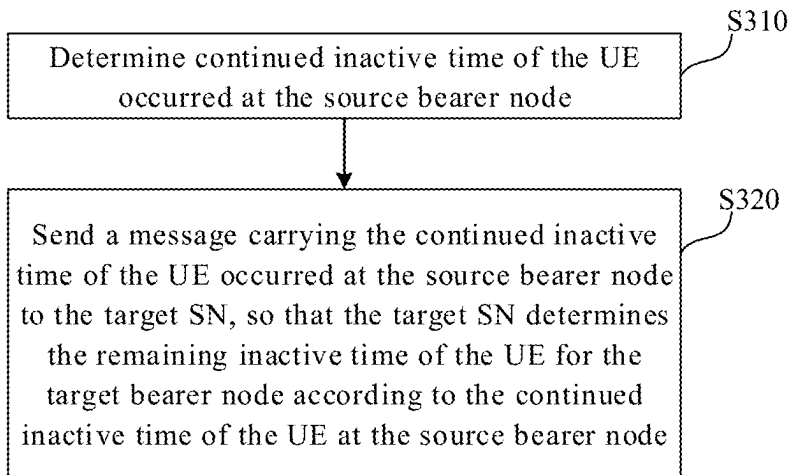 S310
Determine continued inactive time of the UE
occurred at the source bearer node
S320
Send a message carrying the continued inactive
time of the UE occurred at the source bearer node
to the target SN, so that the target SN determines
the remaining inactive time of the UE for the
target bearer node according to the continued
inactive time of the UE at the source bearer node